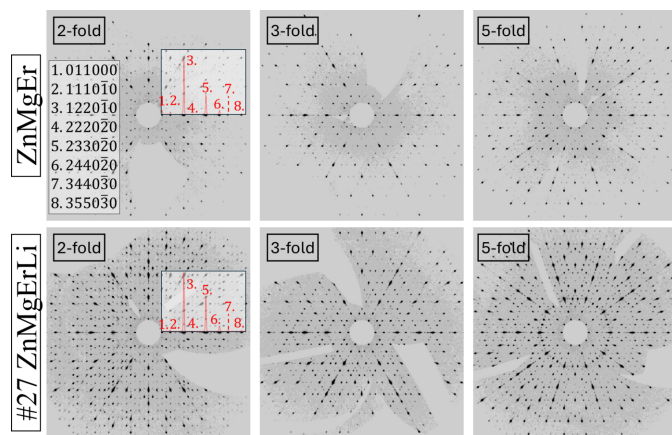 ZnMgEr
2-fold
3-fold
5-fold
1. 011000
2. 11101̅0
3. 12201̅0
4. 22202̅0
5. 23302̅0
6. 24402̅0
7. 34403̅0
8. 35503̅0
3.
5.
7.
1.2. 4. 6. 8.
#27 ZnMgErLi
2-fold
3-fold
5-fold
3.
5.
7.
1.2. 4. 6. 8.